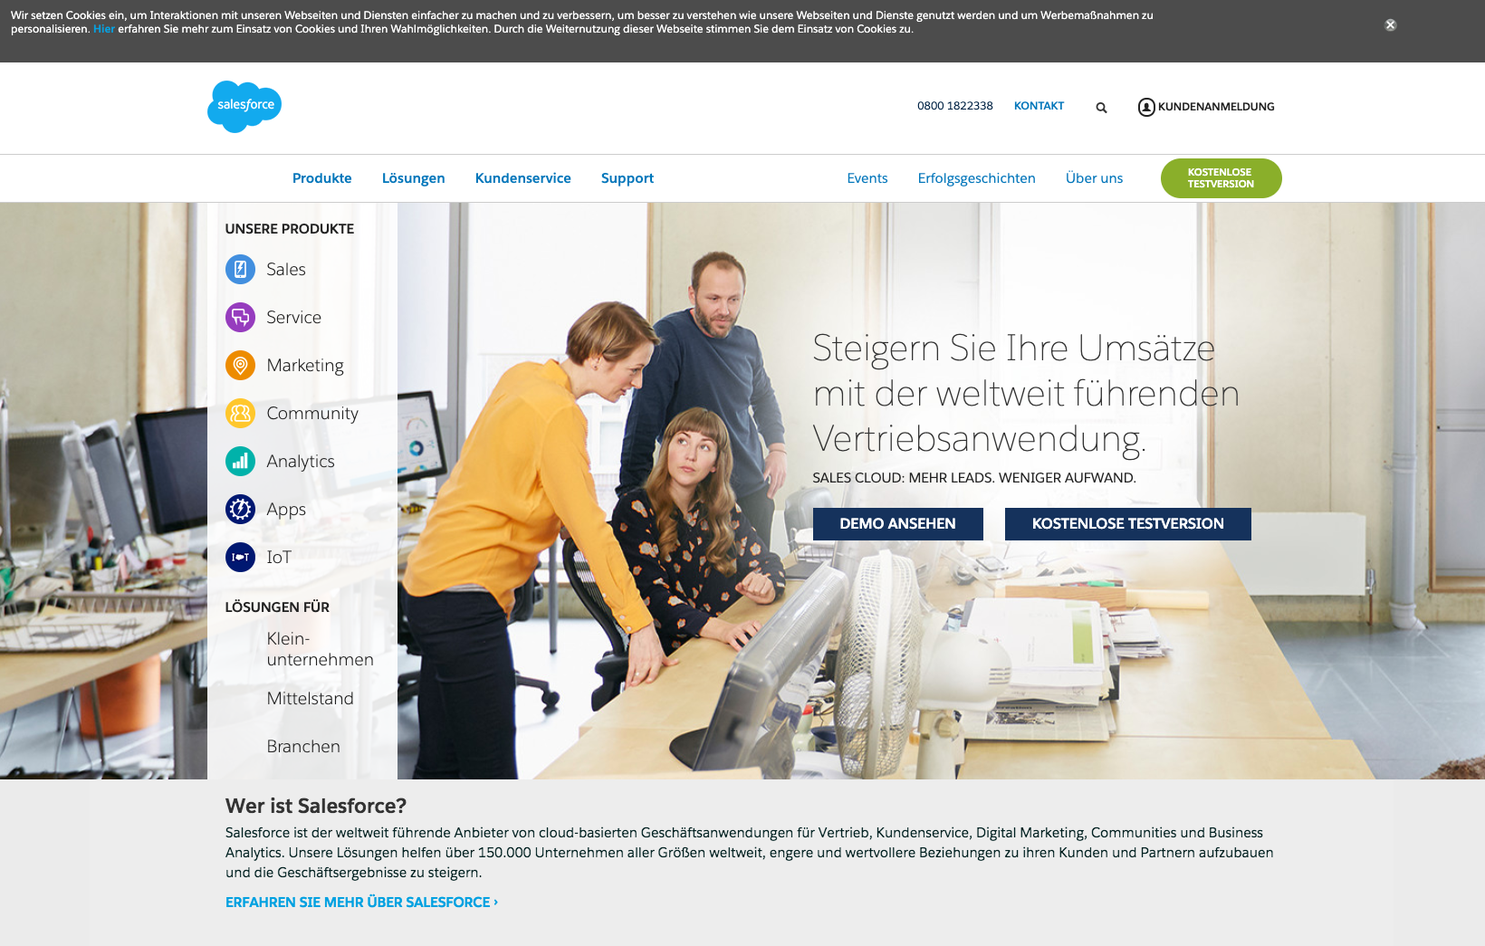 Wir setzen Cookies ein, um Interaktionen mit unseren Webseiten und Diensten einfacher zu machen und zu verbessern, um besser zu verstehen wie unsere Webseiten und Dienste genutzt werden und um Werbemaßnahmen zu
personalisieren. Hier erfahren Sie mehr zum Einsatz von Cookies und Ihren Wahlmöglichkeiten. Durch die Weiternutzung dieser Webseite stimmen Sie dem Einsatz von Cookies zu.
salesforce
0800 1822338 KONTAKT KUNDENANMELDUNG
Produkte Lösungen Kundenservice Support Events Erfolgsgeschichten Über uns
KOSTENLOSE
TESTVERSION
UNSERE PRODUKTE
Sales
Service
Marketing
Community
Analytics
Apps
IoT
LÖSUNGEN FÜR
Klein-
unternehmen
Mittelstand
Branchen
Steigern Sie Ihre Umsätze
mit der weltweit führenden
Vertriebsanwendung.
SALES CLOUD: MEHR LEADS. WENIGER AUFWAND.
DEMO ANSEHEN KOSTENLOSE TESTVERSION
Wer ist Salesforce?
Salesforce ist der weltweit führende Anbieter von cloud-basierten Geschäftsanwendungen für Vertrieb, Kundenservice, Digital Marketing, Communities und Business
Analytics. Unsere Lösungen helfen über 150.000 Unternehmen aller Größen weltweit, engere und wertvollere Beziehungen zu ihren Kunden und Partnern aufzubauen
und die Geschäftsergebnisse zu steigern.
ERFAHREN SIE MEHR ÜBER SALESFORCE ›